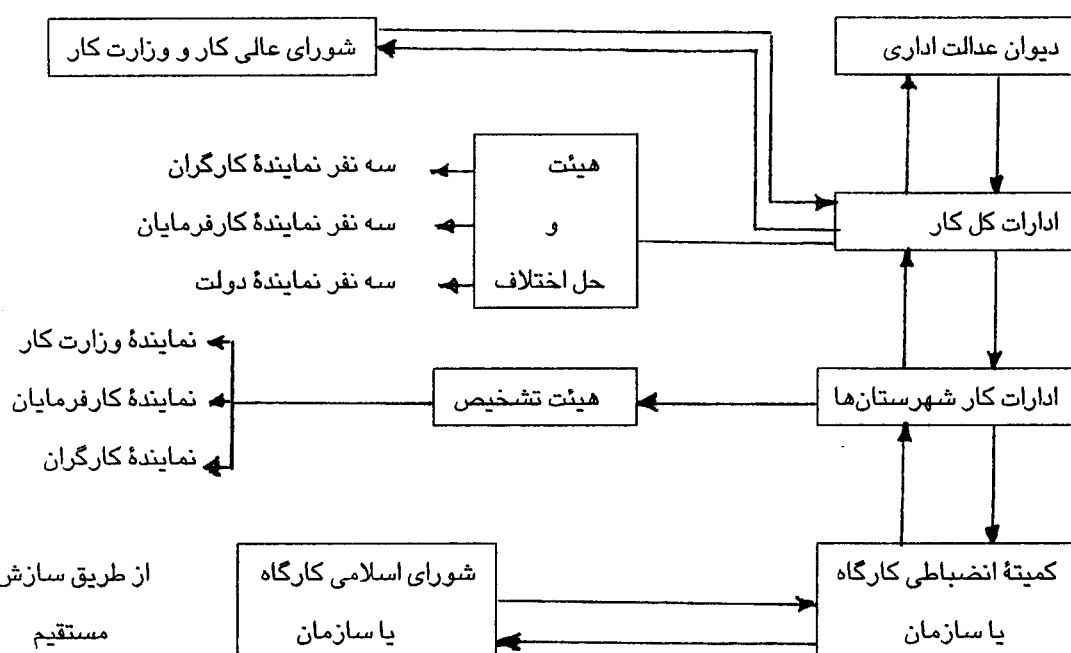 دیوان عدالت اداری
شورای عالی کار و وزارت کار
ادارات کل کار
هیئت
و
حل اختلاف
سه نفر نمایندهٔ کارگران
سه نفر نمایندهٔ کارفرمایان
سه نفر نمایندهٔ دولت
ادارات کار شهرستان‌ها
هیئت تشخیص
نمایندهٔ وزارت کار
نمایندهٔ کارفرمایان
نمایندهٔ کارگران
کمیتهٔ انضباطی کارگاه
یا سازمان
شورای اسلامی کارگاه
یا سازمان
از طریق سازش
مستقیم